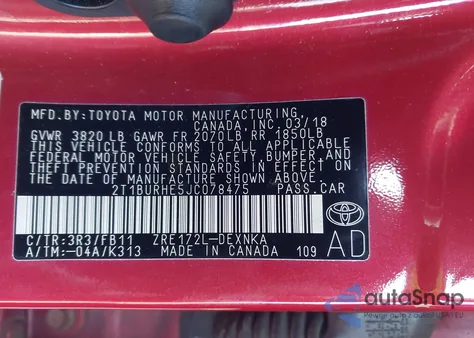 MFD.BY:TOYOTA MOTOR MANUFACTURING,
CANADA,INC. 03/18
GVWR 3820 LB GAWR FR 2070LB RR 1850LB
THIS VEHICLE CONFORMS TO ALL APPLICABLE
FEDERAL MOTOR VEHICLE SAFETY, BUMPER,AND
THEFT PREVENTION STANDARDS IN EFFECT ON
THE DATE OF MANUFACTURE SHOWN ABOVE.
2T1BURHE5JC078475 PASS.CAR
C/TR:3R3/FB11 ZRE172L-DEXNKA
A/TM:-04A/K313 MADE IN CANADA 109 AD
autoSnap